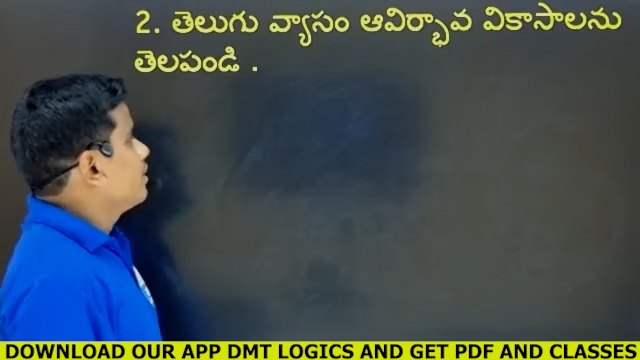 2. తెలుగు వ్యాసం ఆవిర్భావ వికాసాలను
తెలపండి .
DOWNLOAD OUR APP DMT LOGICS AND GET PDF AND CLASSES